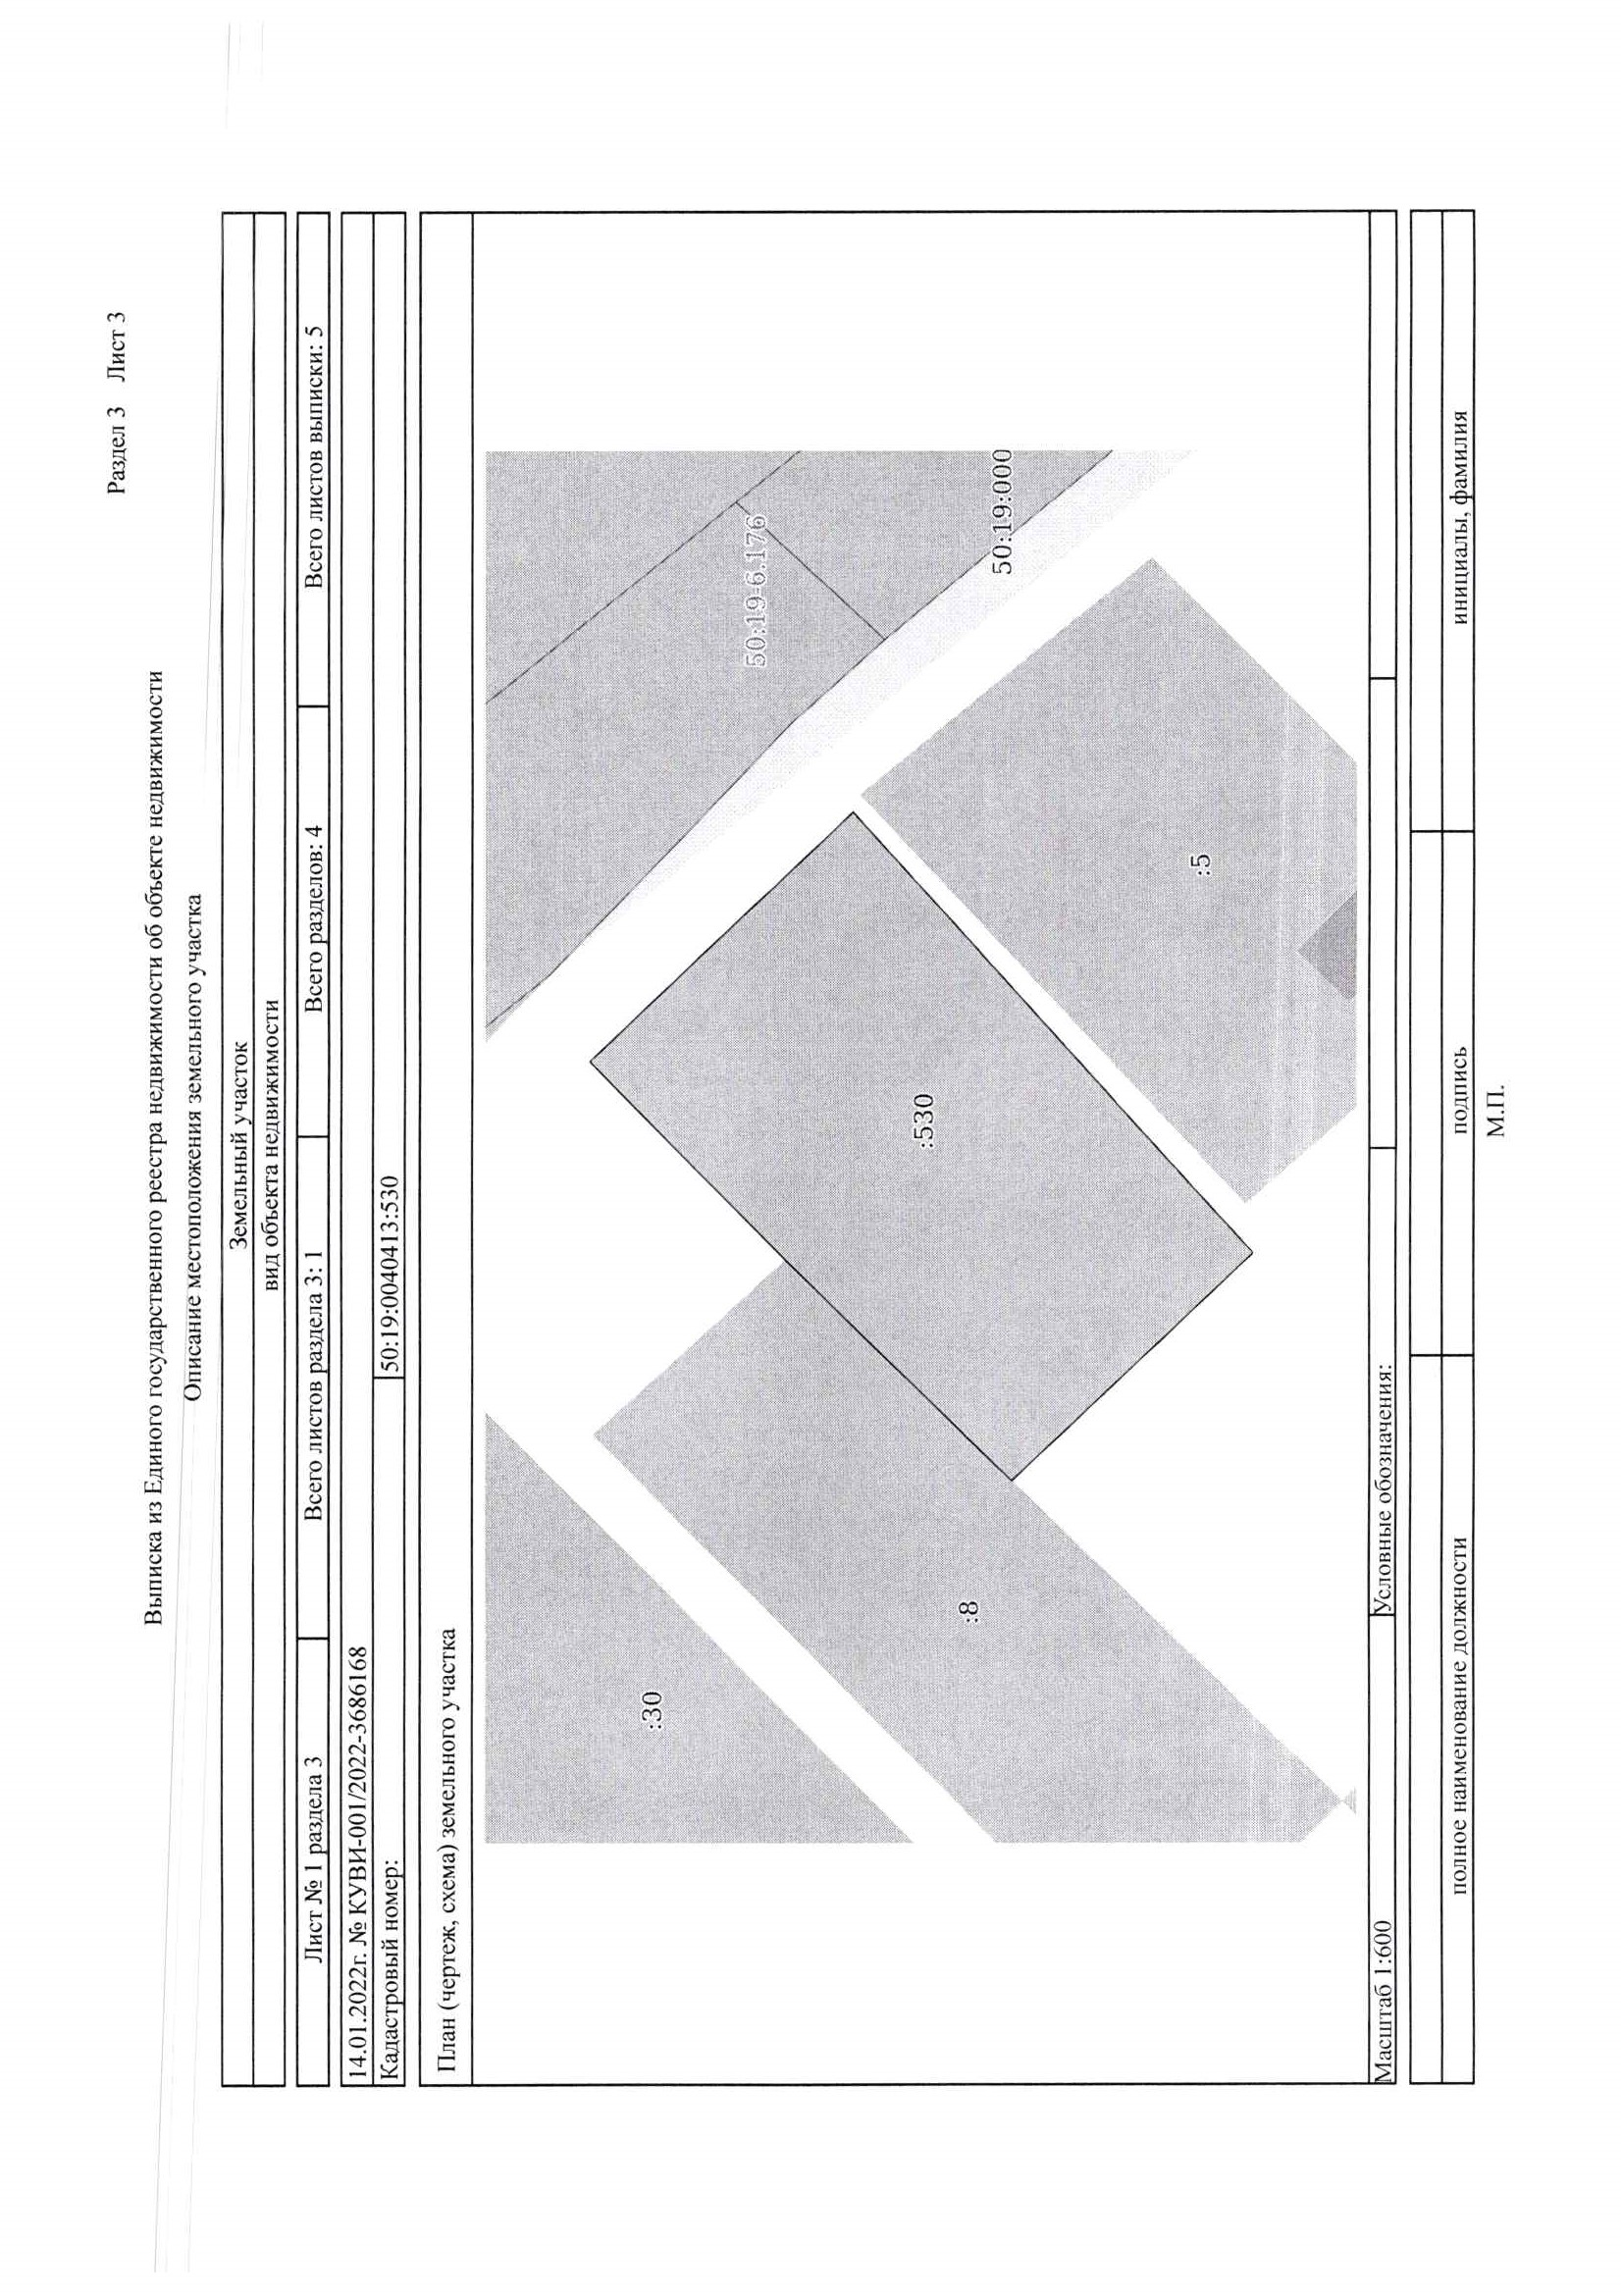 Раздел 3 Лист 3
Выписка из Единого государственного реестра недвижимости об объекте недвижимости
Описание местоположения земельного участка
Земельный участок
вид объекта недвижимости
Лист № 1 раздела 3 Всего листов раздела 3: 1 Всего разделов: 4 Всего листов выписки: 5
14.01.2022г. № КУВИ-001/2022-3686168
Кадастровый номер: 50:19:0040413:530
План (чертеж, схема) земельного участка
:30
50:19-6.176
:530
:8
50:19:000
:5
Масштаб 1:600 Условные обозначения:
полное наименование должности подпись инициалы, фамилия
М.П.